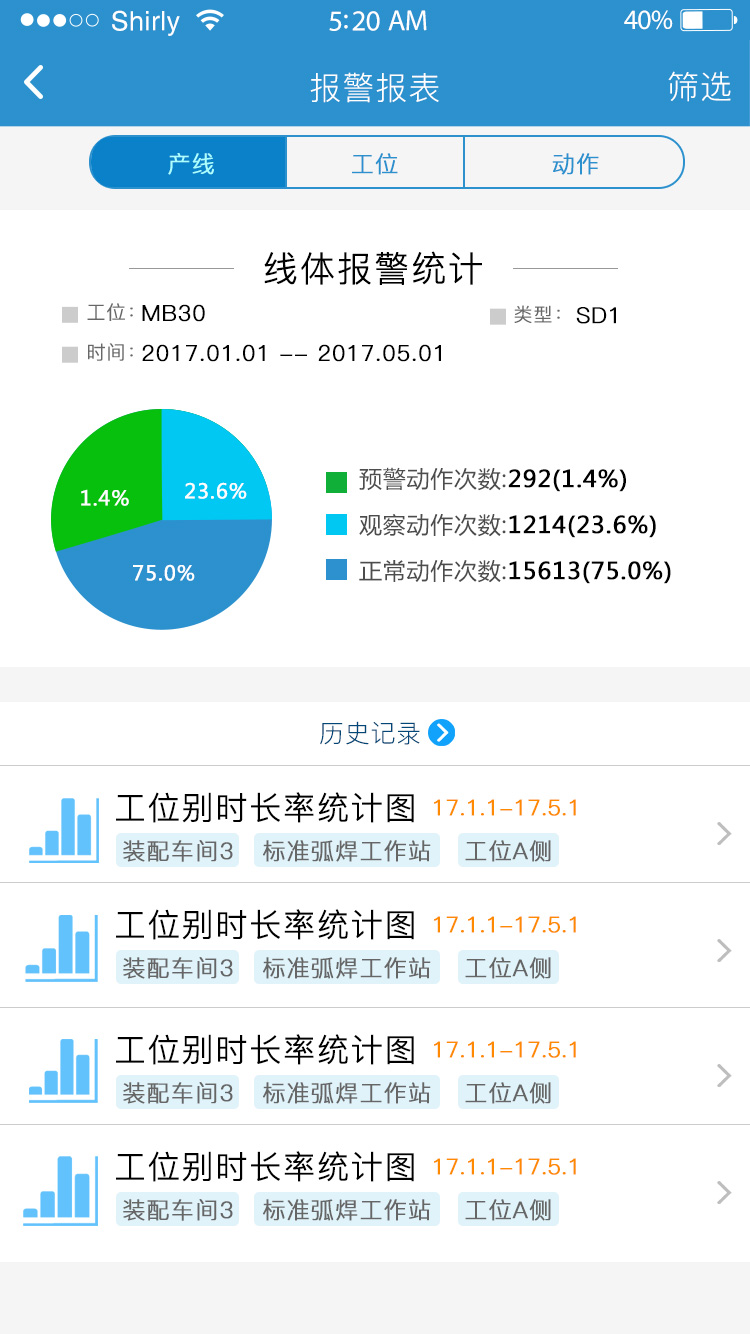 Shirly 5:20 AM 40%
报警报表 筛选
产线 工位 动作
线体报警统计
工位: MB30 类型: SD1
时间: 2017.01.01 -- 2017.05.01
1.4% 23.6%
75.0%
预警动作次数:292(1.4%)
观察动作次数:1214(23.6%)
正常动作次数:15613(75.0%)
历史记录
工位别时长率统计图 17.1.1-17.5.1
装配车间3 标准弧焊工作站 工位A侧
工位别时长率统计图 17.1.1-17.5.1
装配车间3 标准弧焊工作站 工位A侧
工位别时长率统计图 17.1.1-17.5.1
装配车间3 标准弧焊工作站 工位A侧
工位别时长率统计图 17.1.1-17.5.1
装配车间3 标准弧焊工作站 工位A侧